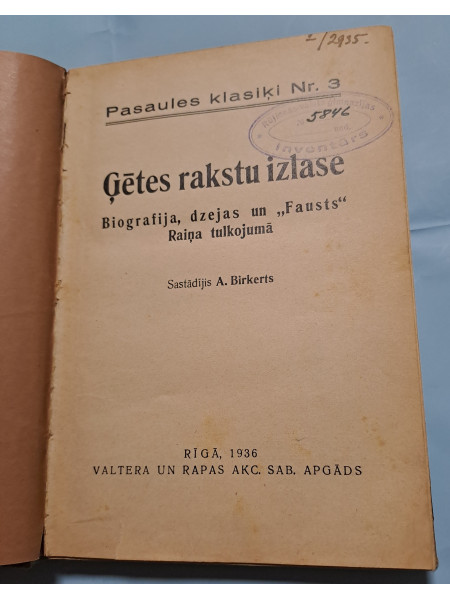 2/2935.
Pasaules klasiķi Nr. 3
5846
inventūrs
Ģētes rakstu izlase
Biografija, dzejas un „Fausts“
Raiņa tulkojumā
Sastādījis A. Birkerts
RĪGĀ, 1936
VALTERA UN RAPAS AKC. SAB. APGĀDS